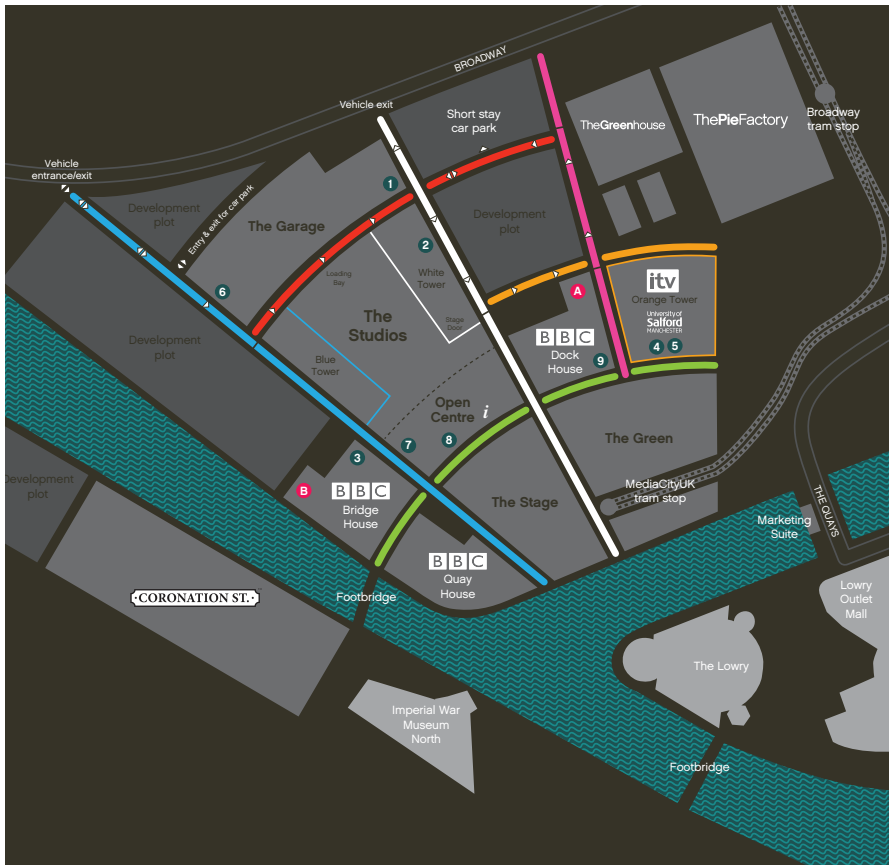 BROADWAY
Vehicle exit
Short stay
car park
TheGreenhouse
ThePieFactory
Broadway
tram stop
Vehicle
entrance/exit
Development
plot
Entry & exit for car park
1
The Garage
2
White
Tower
Development
plot
Loading
Bay
6
The
Studios
Stage
Door
A
itv
Orange Tower
University of
Salford
MANCHESTER
4 5
BBC
Dock
House
9
Development
plot
Blue
Tower
Open
Centre
i
7
8
The Green
3
B
BBC
Bridge
House
The Stage
MediaCityUK
tram stop
THE QUAYS
Marketing
Suite
Development
plot
BBC
Quay
House
·CORONATION ST.·
Footbridge
Lowry
Outlet
Mall
The Lowry
Imperial War
Museum
North
Footbridge